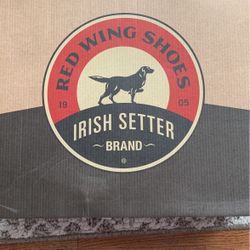 RED WING SHOES
19 05
IRISH SETTER
BRAND
®